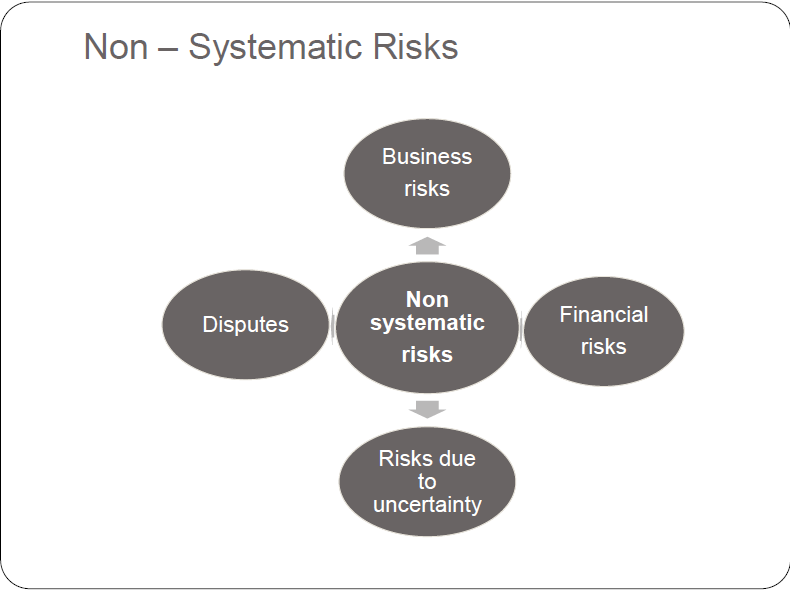 Non – Systematic Risks
Business
risks
Disputes
Non
systematic
risks
Financial
risks
Risks due
to
uncertainty